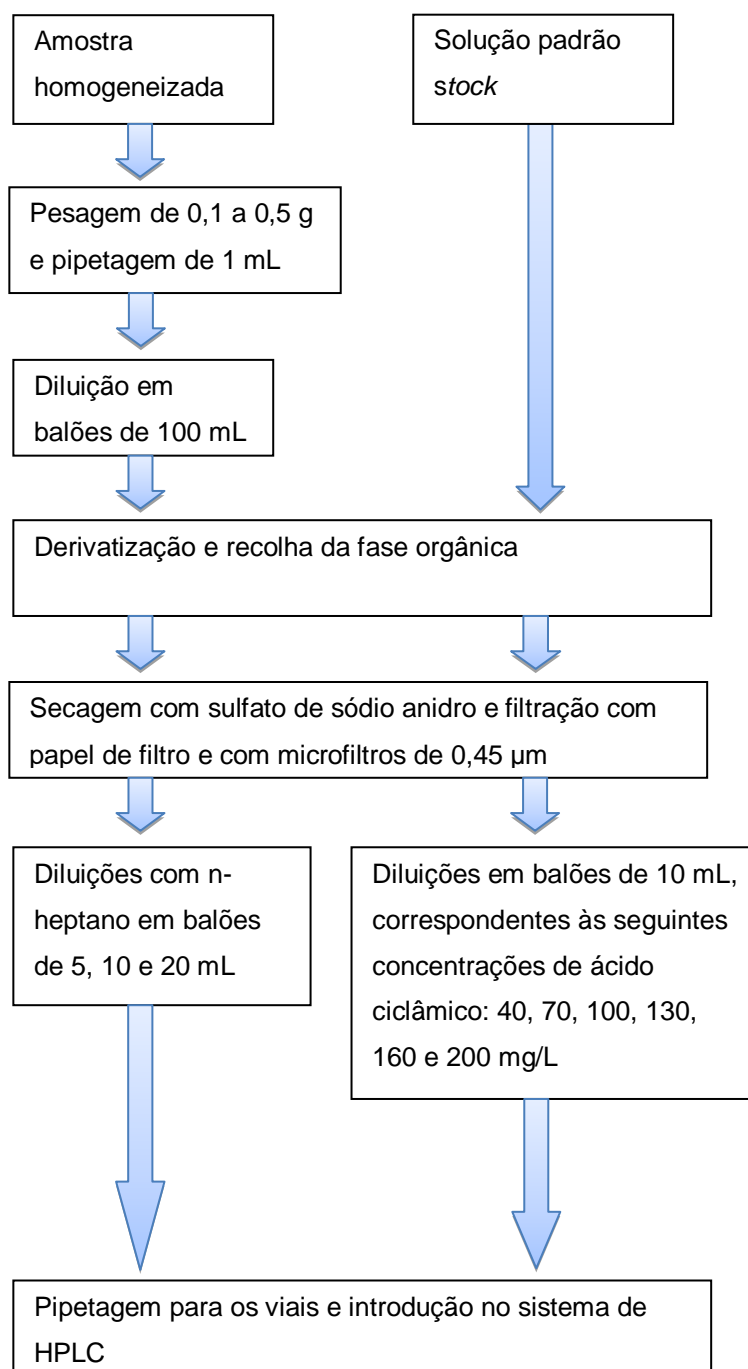 Amostra
homogeneizada
Solução padrão
stock
Pesagem de 0,1 a 0,5 g
e pipetagem de 1 mL
Diluição em
balões de 100 mL
Derivatização e recolha da fase orgânica
Secagem com sulfato de sódio anidro e filtração com
papel de filtro e com microfiltros de 0,45 µm
Diluições com n-
heptano em balões
de 5, 10 e 20 mL
Diluições em balões de 10 mL,
correspondentes às seguintes
concentrações de ácido
ciclâmico: 40, 70, 100, 130,
160 e 200 mg/L
Pipetagem para os viais e introdução no sistema de
HPLC